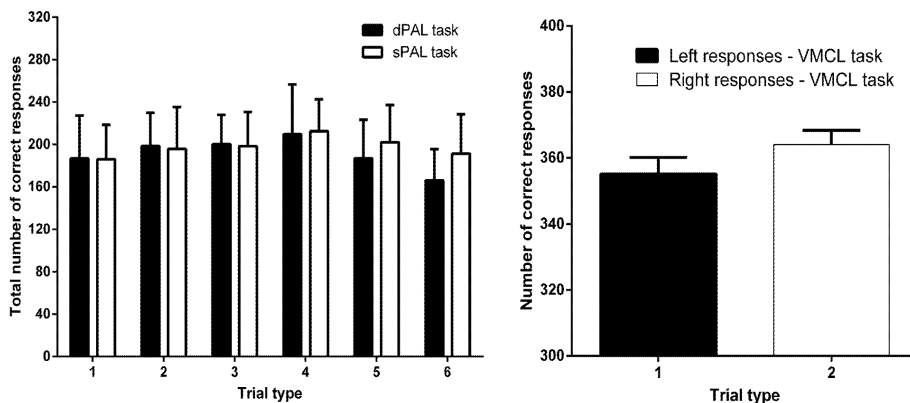 320
280
240
200
160
120
80
40
0
Total number of correct responses
dPAL task
sPAL task
1 2 3 4 5 6
Trial type
400
380
360
340
320
300
Number of correct responses
Left responses - VMCL task
Right responses - VMCL task
1 2
Trial type